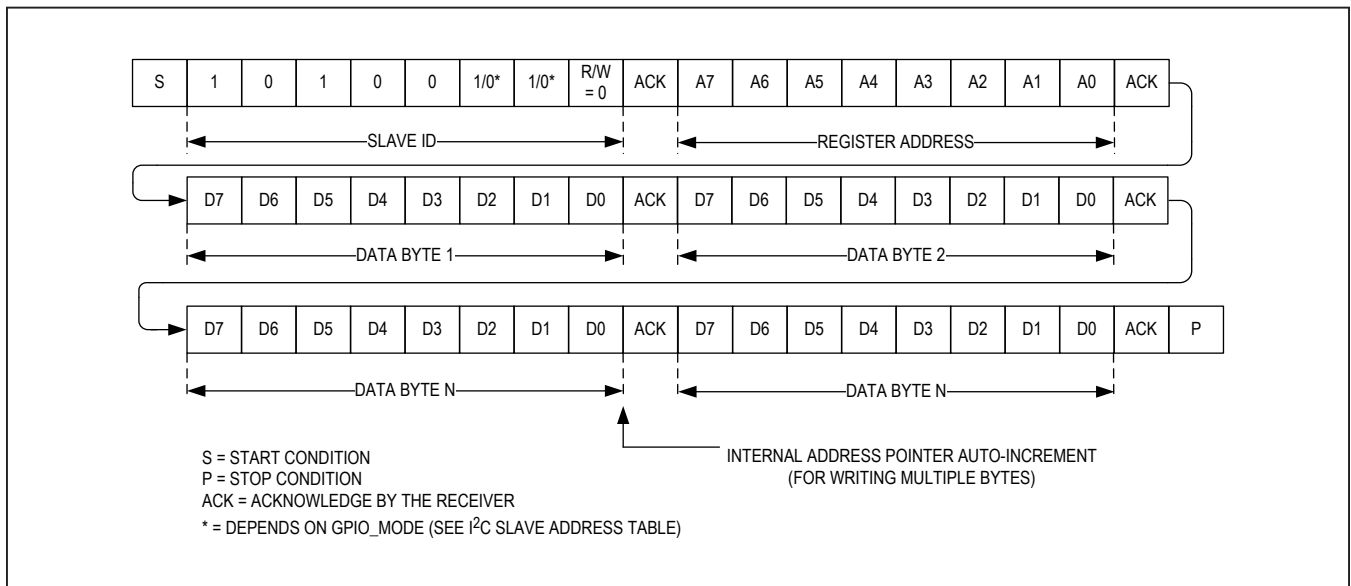 S 1 0 1 0 0 1/0* 1/0* R/W = 0 ACK A7 A6 A5 A4 A3 A2 A1 A0 ACK
SLAVE ID REGISTER ADDRESS
D7 D6 D5 D4 D3 D2 D1 D0 ACK D7 D6 D5 D4 D3 D2 D1 D0 ACK
DATA BYTE 1 DATA BYTE 2
D7 D6 D5 D4 D3 D2 D1 D0 ACK D7 D6 D5 D4 D3 D2 D1 D0 ACK P
DATA BYTE N DATA BYTE N
S = START CONDITION
P = STOP CONDITION
ACK = ACKNOWLEDGE BY THE RECEIVER
* = DEPENDS ON GPIO_MODE (SEE I²C SLAVE ADDRESS TABLE)
INTERNAL ADDRESS POINTER AUTO-INCREMENT
(FOR WRITING MULTIPLE BYTES)